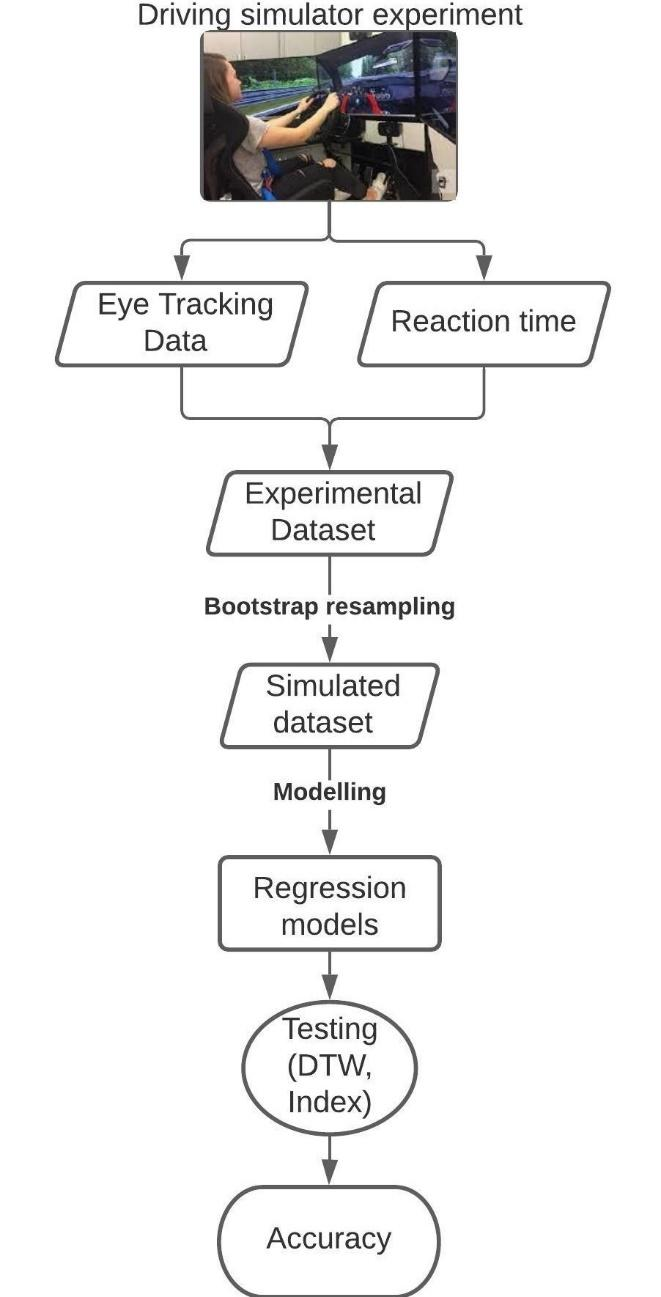 Driving simulator experiment
Eye Tracking
Data
Reaction time
Experimental
Dataset
Bootstrap resampling
Simulated
dataset
Modelling
Regression
models
Testing
(DTW,
Index)
Accuracy